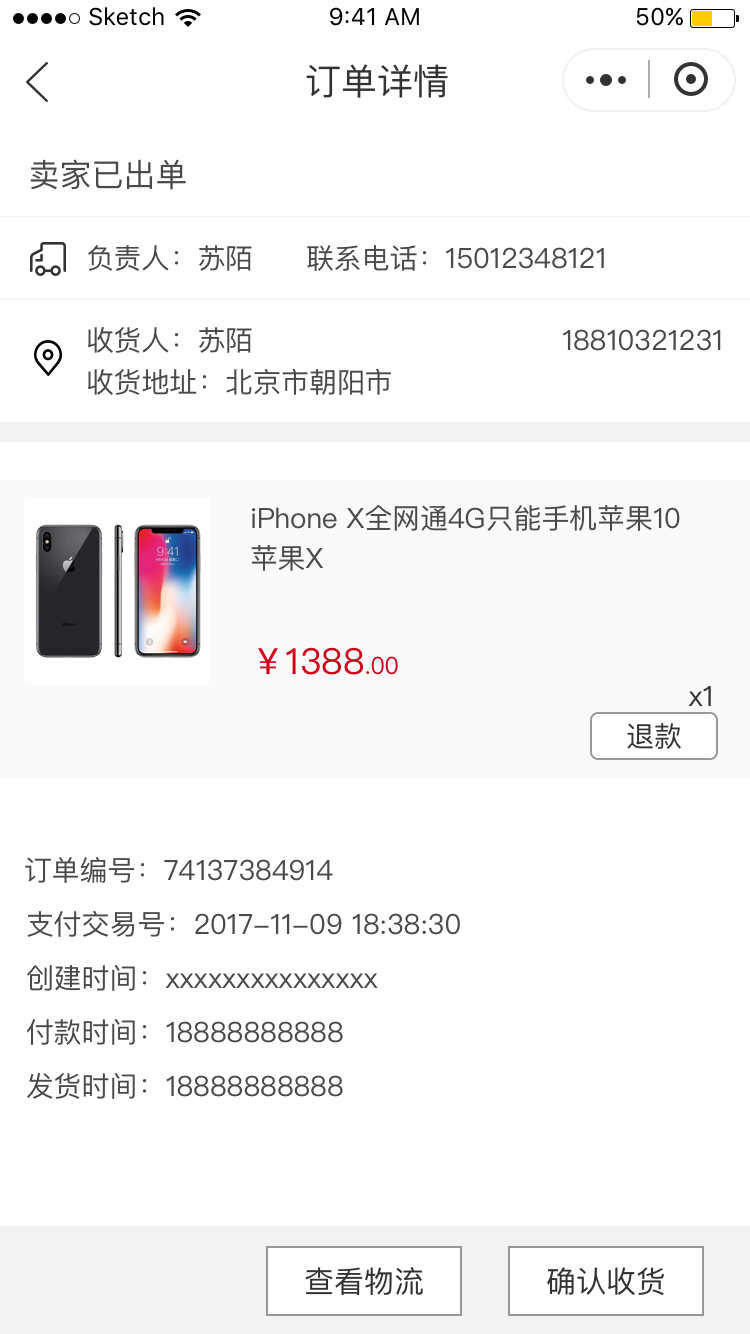 Sketch 9:41 AM 50%
订单详情
卖家已出单
负责人：苏陌 联系电话：15012348121
收货人：苏陌 18810321231
收货地址：北京市朝阳市
iPhone X全网通4G只能手机苹果10
苹果X
9:41
¥1388.00
x1
退款
订单编号：74137384914
支付交易号：2017-11-09 18:38:30
创建时间：xxxxxxxxxxxxxxx
付款时间：18888888888
发货时间：18888888888
查看物流 确认收货